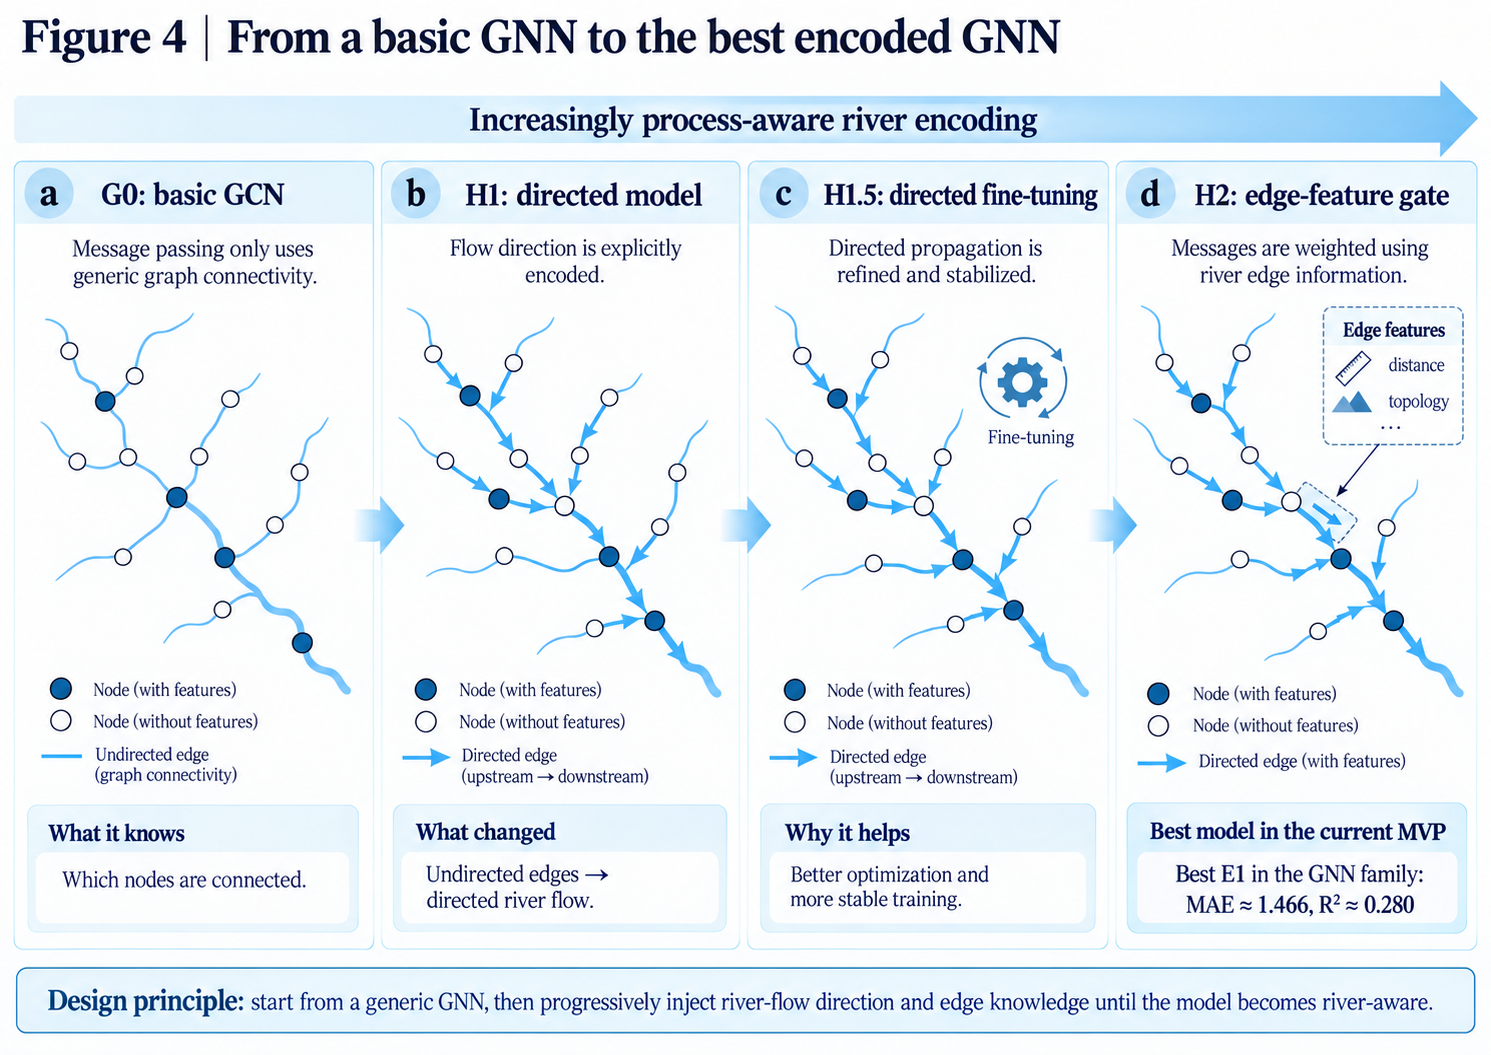 Figure 4 | From a basic GNN to the best encoded GNN
Increasingly process-aware river encoding
a G0: basic GCN
Message passing only uses
generic graph connectivity.
Node (with features)
Node (without features)
Undirected edge
(graph connectivity)
What it knows
Which nodes are connected.
b H1: directed model
Flow direction is explicitly
encoded.
Node (with features)
Node (without features)
Directed edge
(upstream → downstream)
What changed
Undirected edges →
directed river flow.
c H1.5: directed fine-tuning
Directed propagation is
refined and stabilized.
Fine-tuning
Node (with features)
Node (without features)
Directed edge
(upstream → downstream)
Why it helps
Better optimization and
more stable training.
d H2: edge-feature gate
Messages are weighted using
river edge information.
Edge features
distance
topology
...
Node (with features)
Node (without features)
Directed edge (with features)
Best model in the current MVP
Best E1 in the GNN family:
MAE ≈ 1.466, R² ≈ 0.280
Design principle: start from a generic GNN, then progressively inject river-flow direction and edge knowledge until the model becomes river-aware.